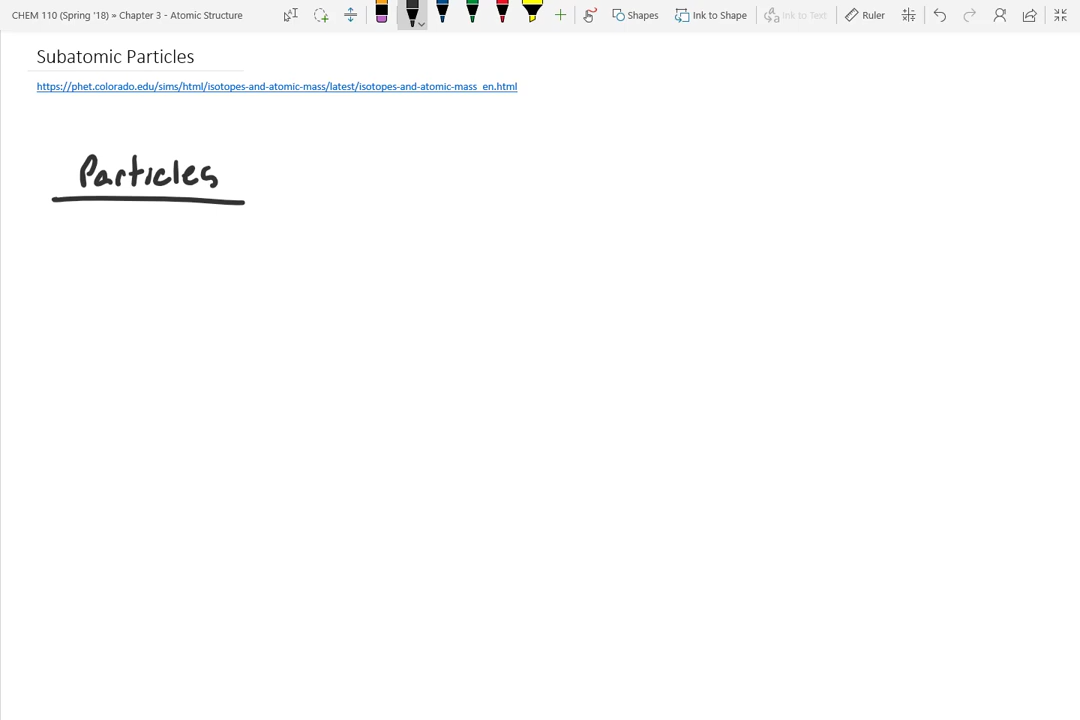 CHEM 110 (Spring '18) » Chapter 3 - Atomic Structure
Shapes
Ink to Shape
Ink to Text
Ruler
Subatomic Particles
https://phet.colorado.edu/sims/html/isotopes-and-atomic-mass/latest/isotopes-and-atomic-mass_en.html
Particles